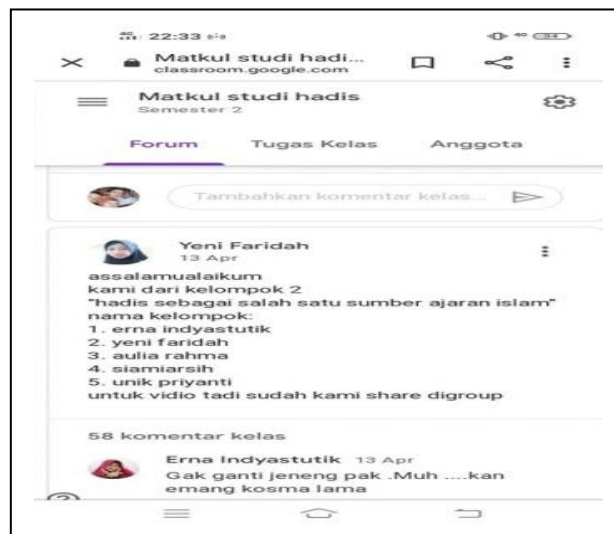 4G 22:33
Matkul studi hadi...
classroom.google.com
Matkul studi hadis
Semester 2
Forum Tugas Kelas Anggota
Tambahkan komentar kelas...
Yeni Faridah
13 Apr
assalamualaikum
kami dari kelompok 2
"hadis sebagai salah satu sumber ajaran islam"
nama kelompok:
1. erna indyastutik
2. yeni faridah
3. aulia rahma
4. siamiarsih
5. unik priyanti
untuk vidio tadi sudah kami share digroup
58 komentar kelas
Erna Indyastutik 13 Apr
Gak ganti jeneng pak .Muh ....kan
emang kosma lama